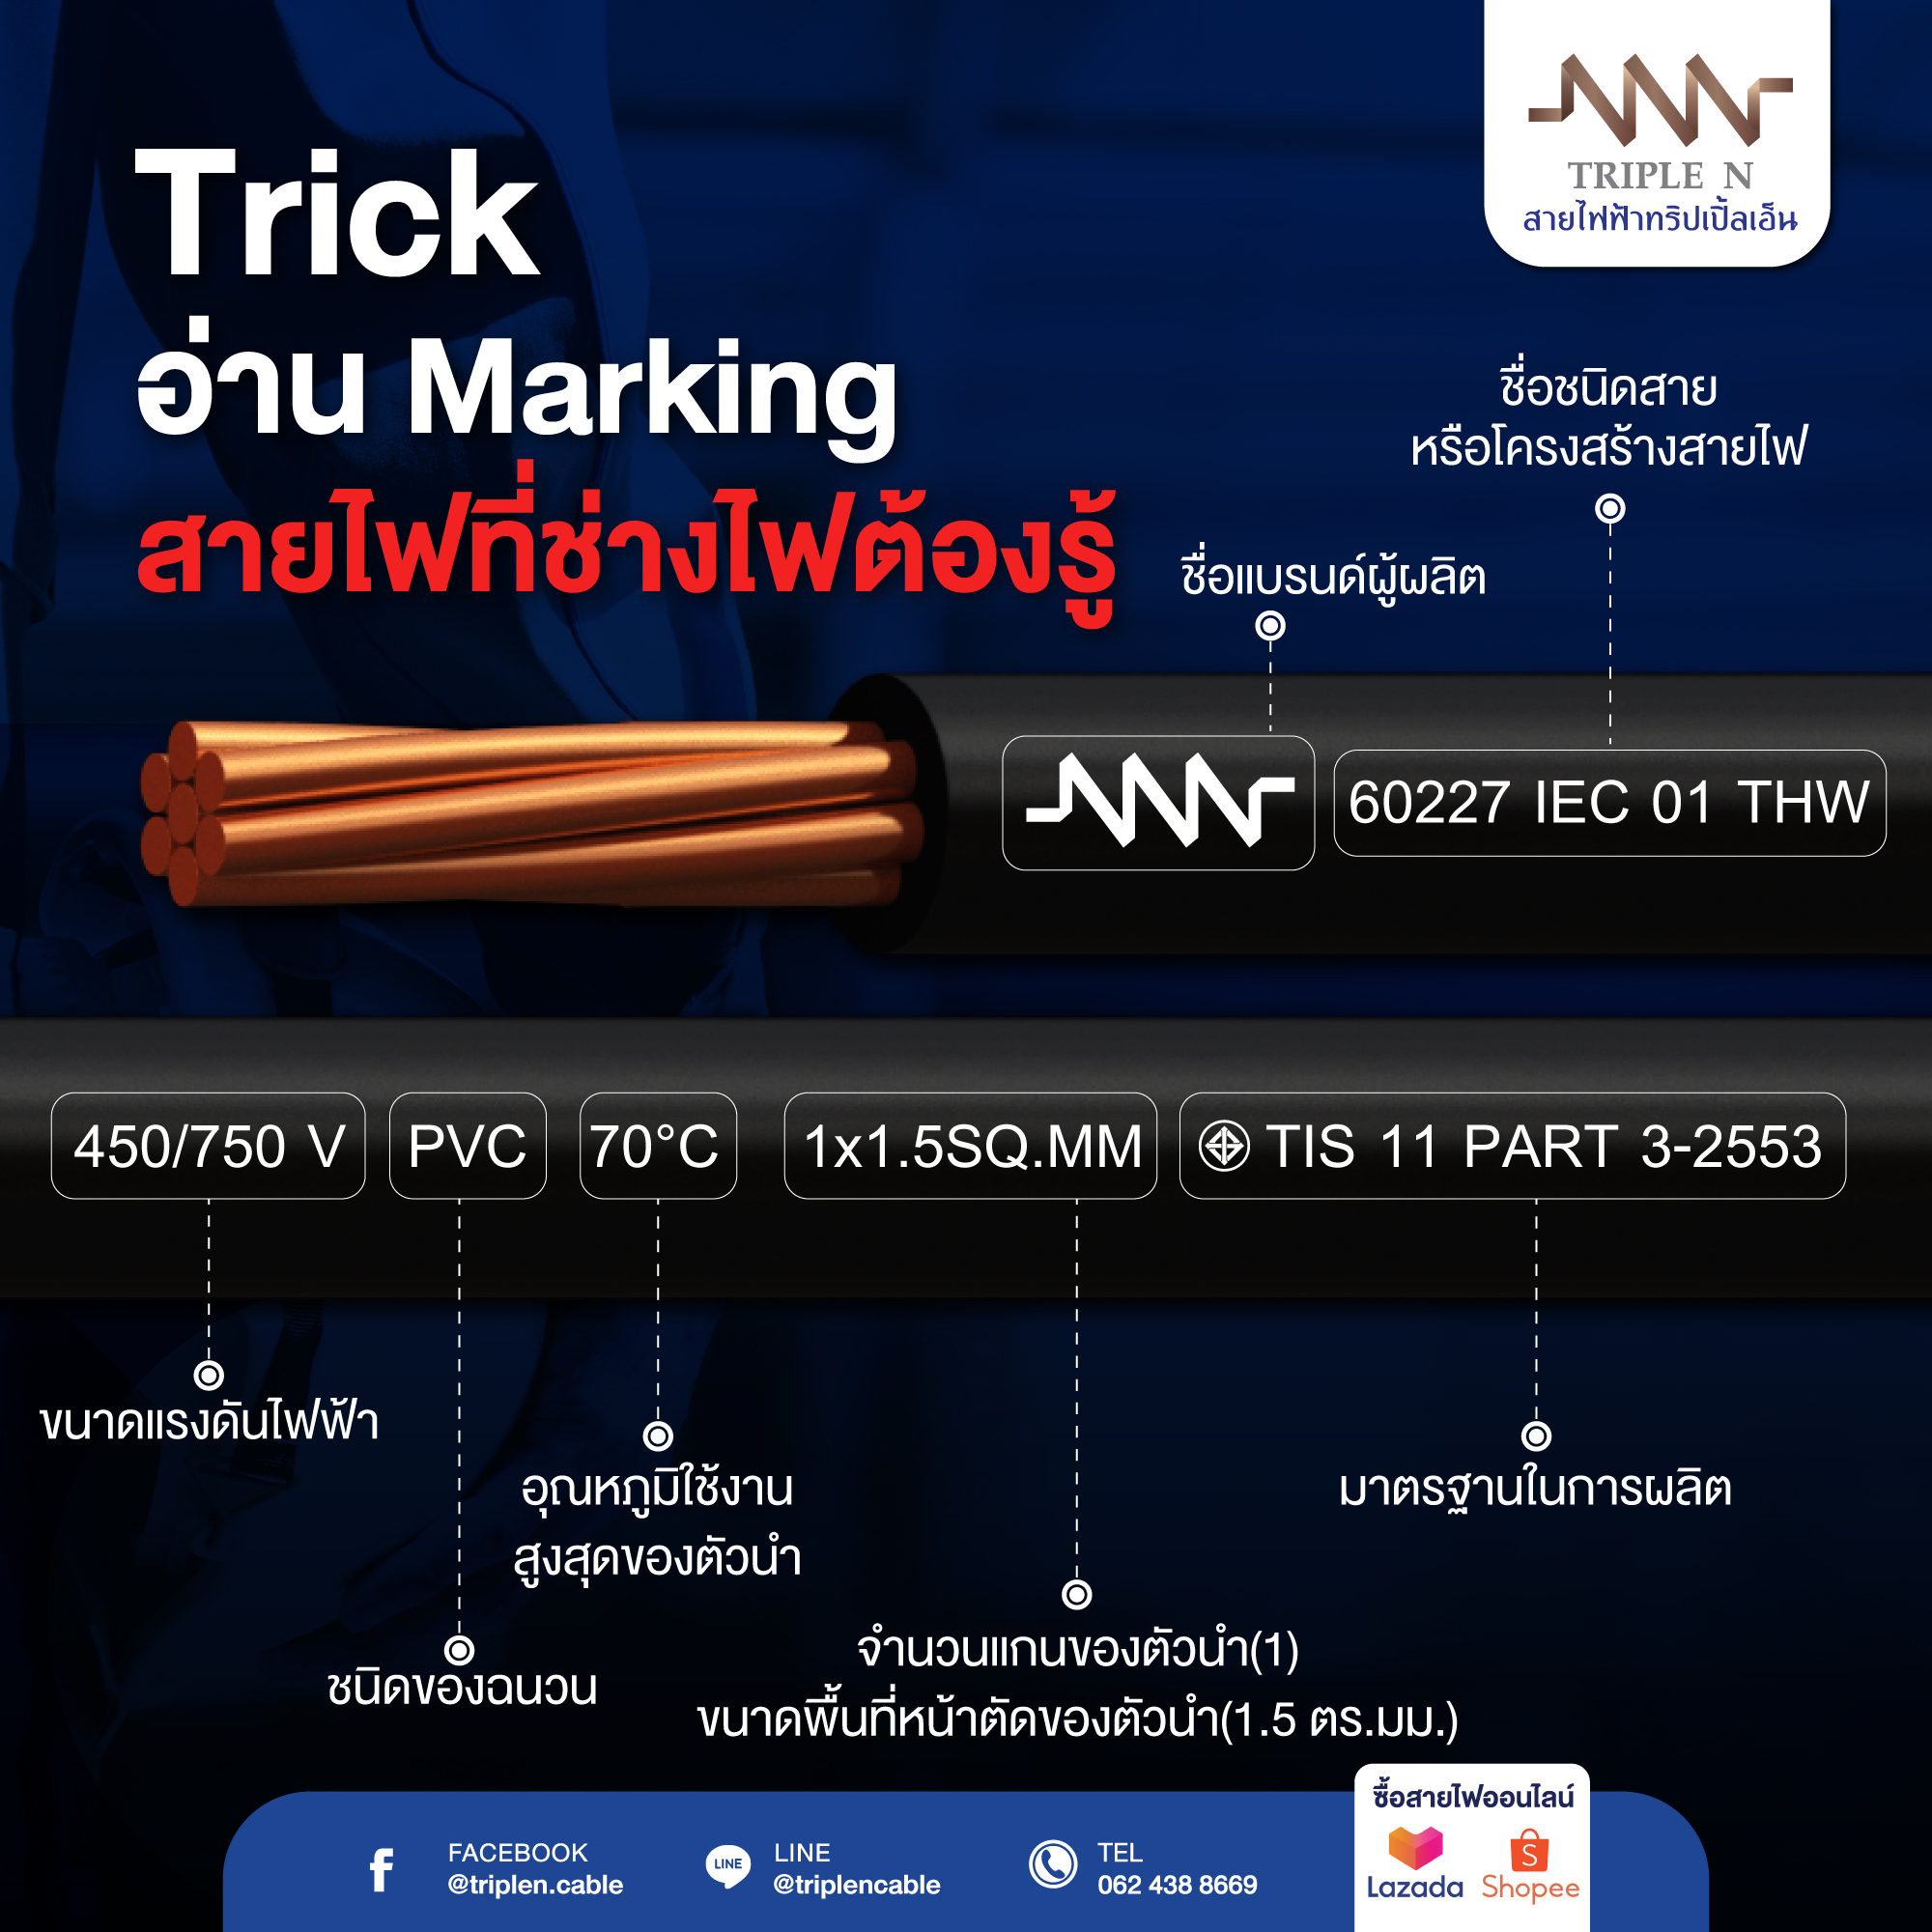 TRIPLE N
สายไฟฟ้าทริปเปิ้ลเอ็น
Trick
อ่าน Marking
สายไฟที่ช่างไฟต้องรู้
ชื่อชนิดสาย
หรือโครงสร้างสายไฟ
ชื่อแบรนด์ผู้ผลิต
60227 IEC 01 THW
450/750 V PVC 70°C 1x1.5SQ.MM TIS 11 PART 3-2553
ขนาดแรงดันไฟฟ้า
อุณหภูมิใช้งาน
สูงสุดของตัวนำ
มาตรฐานในการผลิต
ชนิดของฉนวน
จำนวนแกนของตัวนำ(1)
ขนาดพื้นที่หน้าตัดของตัวนำ(1.5 ตร.มม.)
ซื้อสายไฟออนไลน์
FACEBOOK
@triplen.cable
LINE
LINE
@triplencable
TEL
062 438 8669
Lazada
S
Shopee